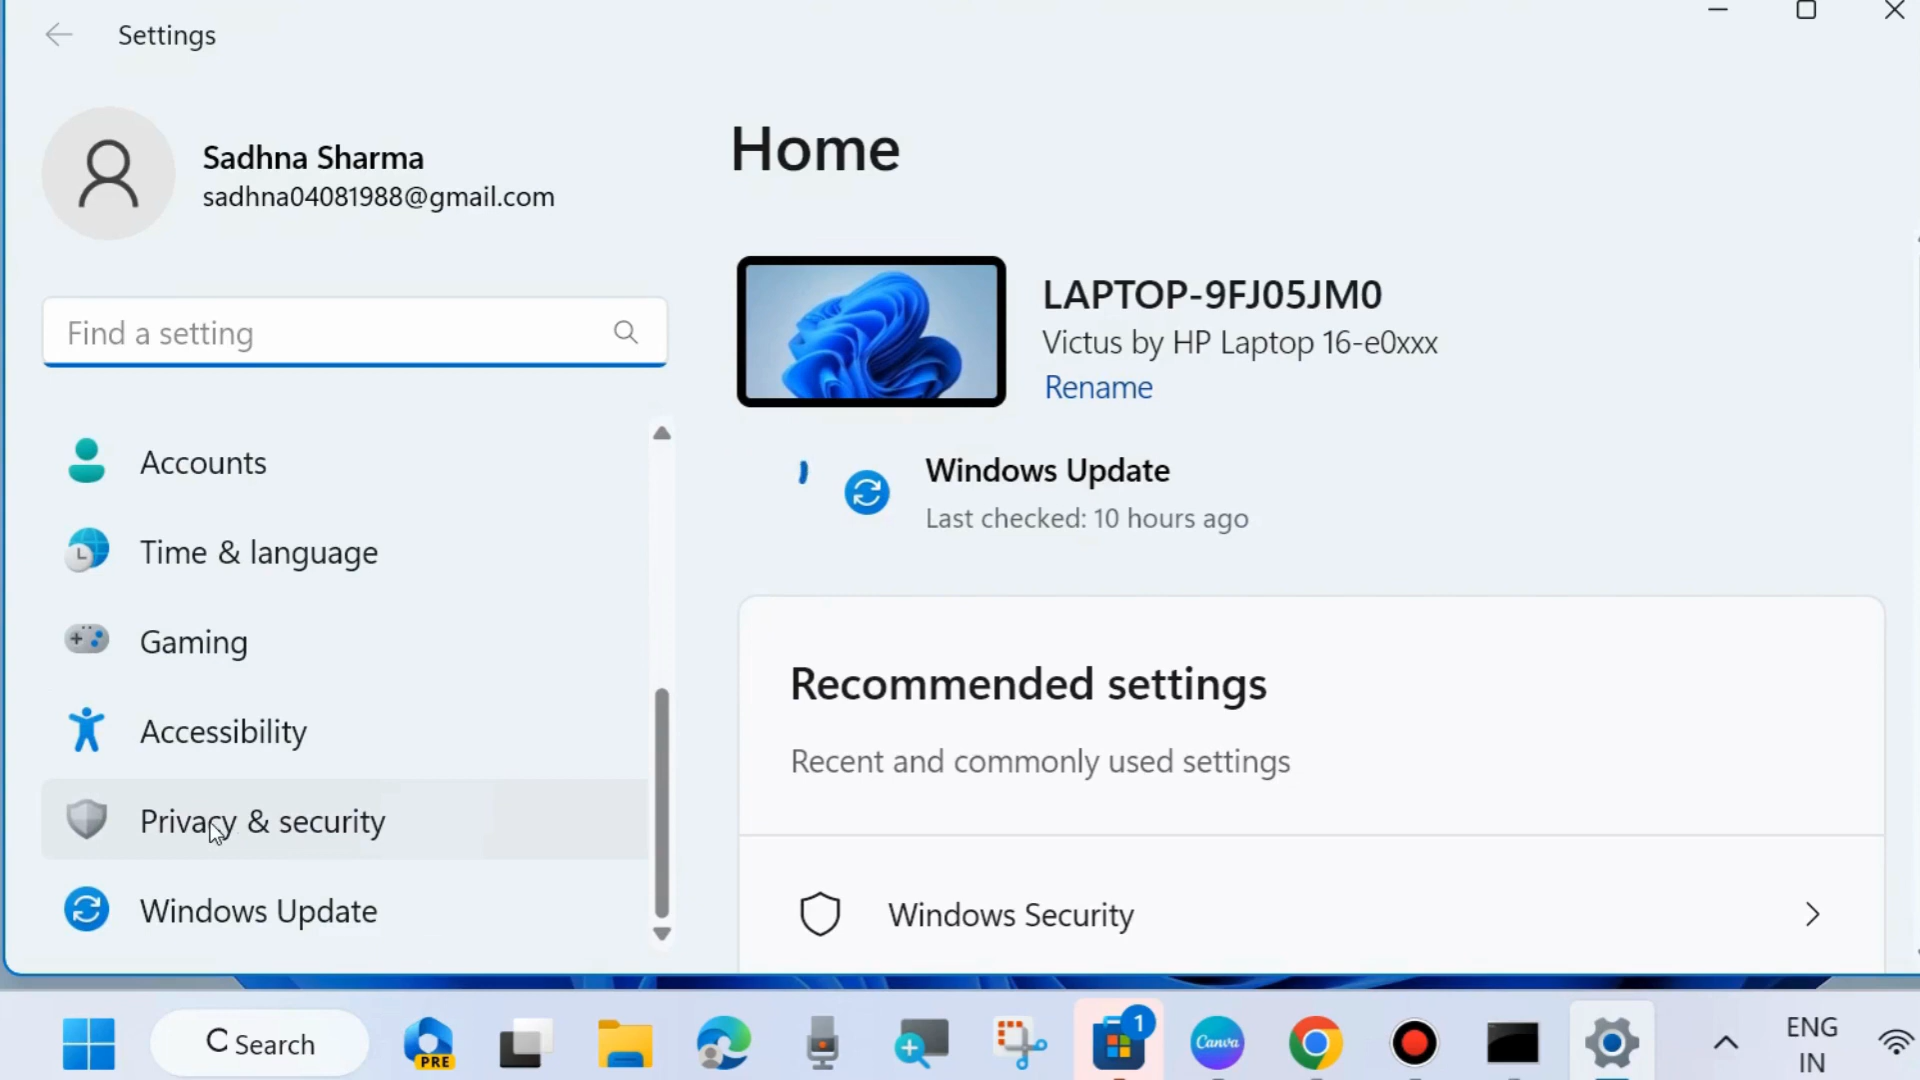 Settings
Sadhna Sharma
sadhna04081988@gmail.com
Find a setting
Accounts
Time & language
Gaming
Accessibility
Privacy & security
Windows Update
Home
LAPTOP-9FJ05JM0
Victus by HP Laptop 16-e0xxx
Rename
Windows Update
Last checked: 10 hours ago
Recommended settings
Recent and commonly used settings
Windows Security
Search
PRE
1
Canva
ENG
IN